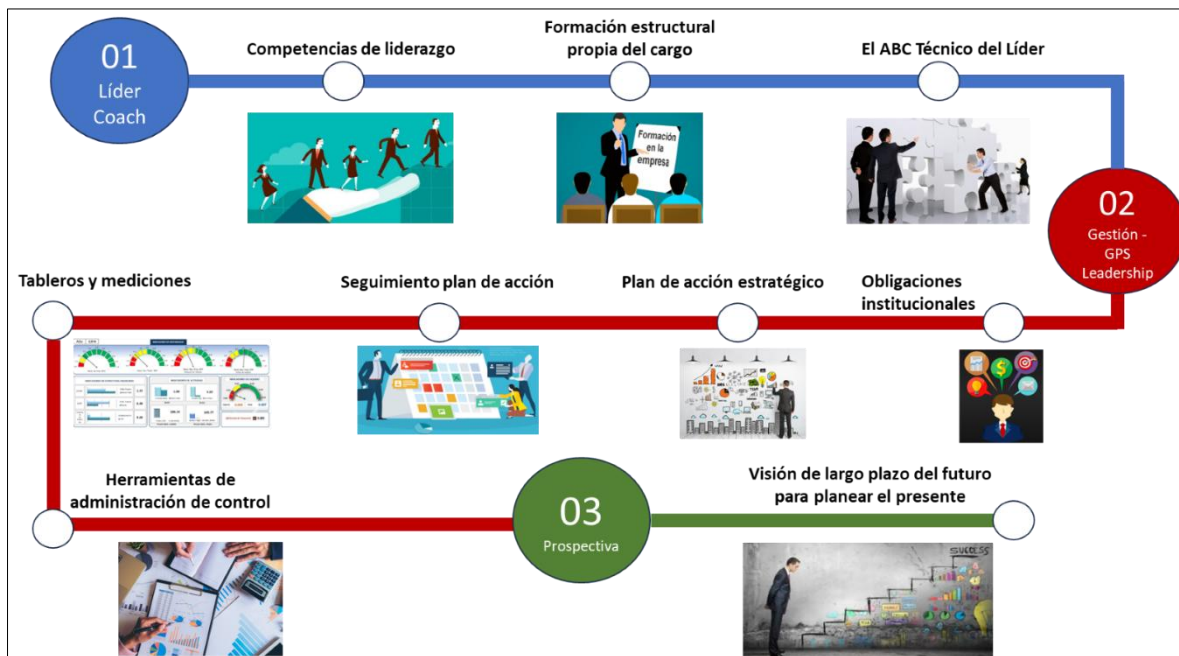 01
Líder
Coach
Competencias de liderazgo
Formación estructural
propia del cargo
El ABC Técnico del Líder
Formación
en la
empresa
02
Gestión -
GPS
Leadership
Obligaciones
institucionales
Plan de acción estratégico
Seguimiento plan de acción
Tableros y mediciones
Herramientas de
administración de control
03
Prospectiva
Visión de largo plazo del futuro
para planear el presente
SUCCESS